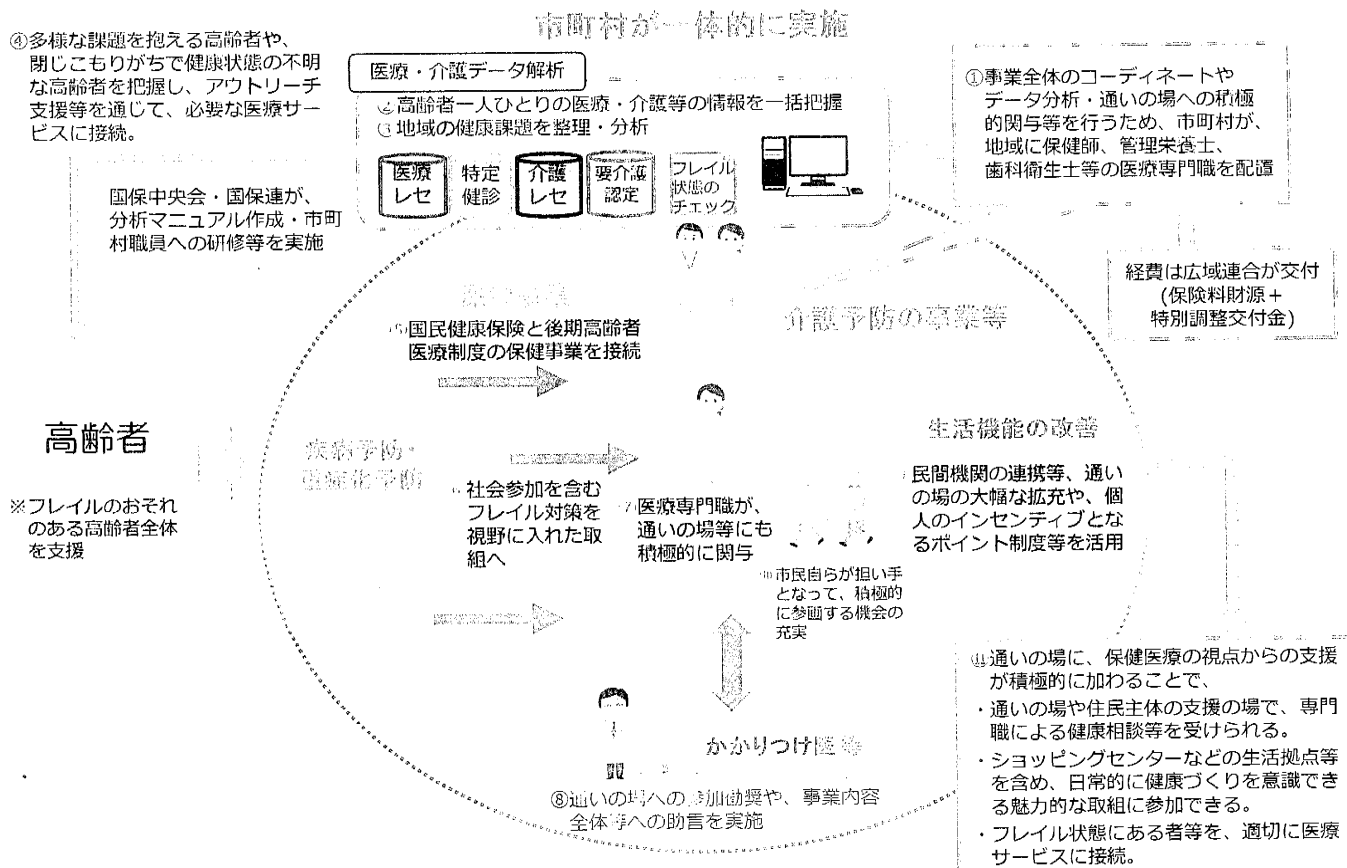 市町村が一体的に実施
④多様な課題を抱える高齢者や、
閉じこもりがちで健康状態の不明
な高齢者を把握し、アウトリーチ
支援等を通じて、必要な医療サー
ビスに接続。
国保中央会・国保連が、
分析マニュアル作成・市町
村職員への研修等を実施
医療・介護データ解析
②高齢者一人ひとりの医療・介護等の情報を一括把握
③地域の健康課題を整理・分析
医療
レセ
特定
健診
介護
レセ
要介護
認定
フレイル
状態の
チェック
①事業全体のコーディネートや
データ分析・通いの場への積極
的関与等を行うため、市町村が、
地域に保健師、管理栄養士、
歯科衛生士等の医療専門職を配置
経費は広域連合が交付
(保険料財源＋
特別調整交付金)
介護予防の事業等
⑤国民健康保険と後期高齢者
医療制度の保健事業を接続
高齢者
※フレイルのおそれ
のある高齢者全体
を支援
疾病予防・
重症化予防
社会参加を含む
フレイル対策を
視野に入れた取
組へ
⑦医療専門職が、
通いの場等にも
積極的に関与
生活機能の改善
民間機関の連携等、通い
の場の大幅な拡充や、個
人のインセンティブとな
るポイント制度等を活用
⑩市民自らが担い手
となって、積極的
に参画する機会の
充実
かかりつけ医等
⑧通いの場への参加勧奨や、事業内容
全体等への助言を実施
⑪通いの場に、保健医療の視点からの支援
が積極的に加わることで、
・通いの場や住民主体の支援の場で、専門
職による健康相談等を受けられる。
・ショッピングセンターなどの生活拠点等
を含め、日常的に健康づくりを意識でき
る魅力的な取組に参加できる。
・フレイル状態にある者等を、適切に医療
サービスに接続。